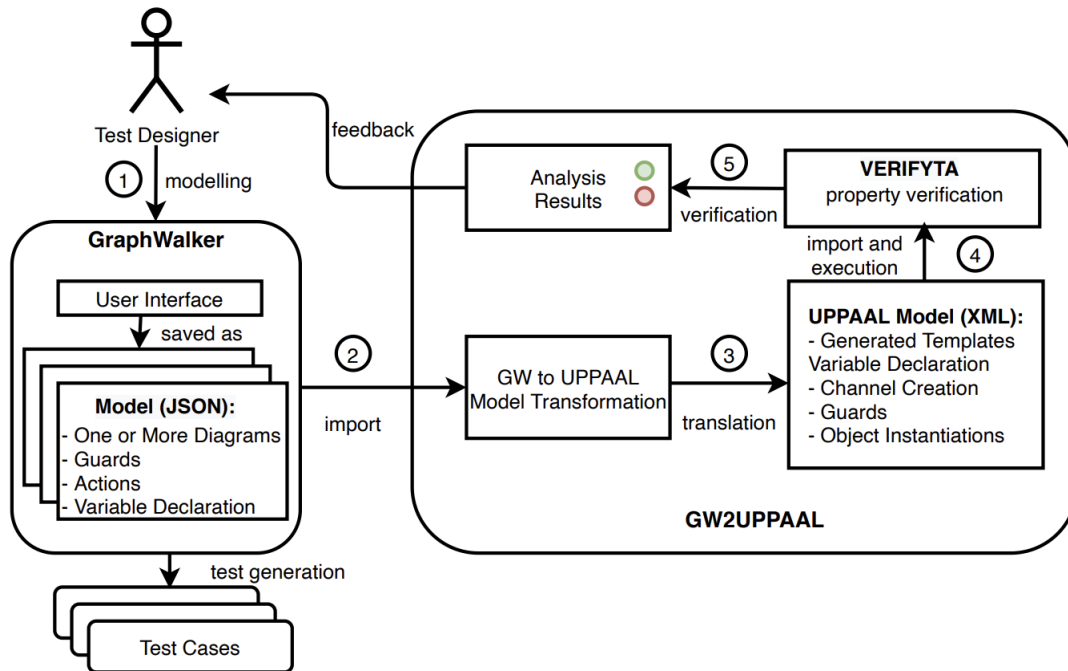 Test Designer
1
modelling
GraphWalker
User Interface
saved as
Model (JSON):
- One or More Diagrams
- Guards
- Actions
- Variable Declaration
test generation
Test Cases
feedback
2
import
GW to UPPAAL
Model Transformation
3
translation
UPPAAL Model (XML):
- Generated Templates
Variable Declaration
- Channel Creation
- Guards
- Object Instantiations
import and
execution
4
VERIFYTA
property verification
5
verification
Analysis
Results
GW2UPPAAL